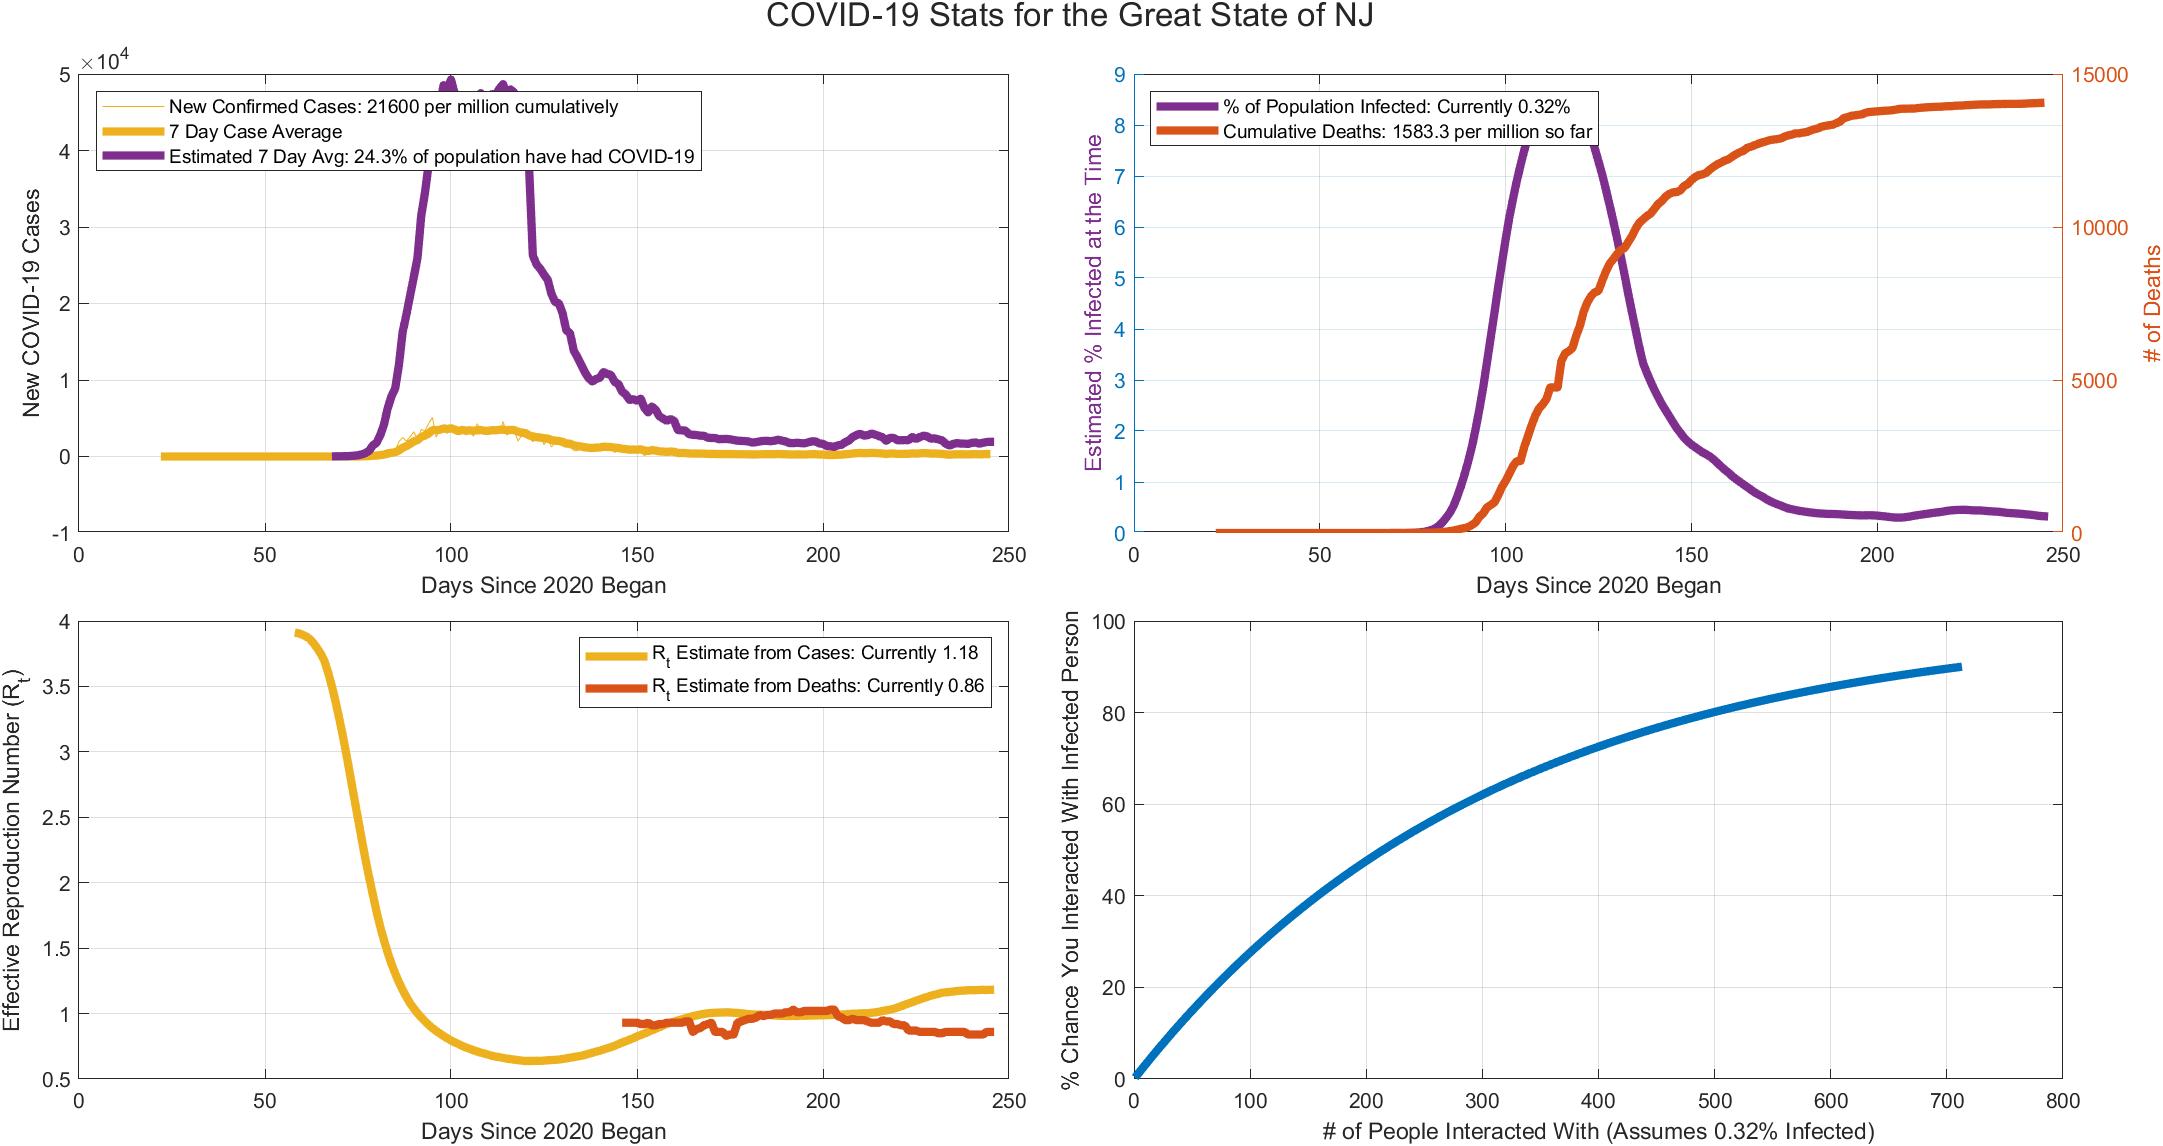 COVID-19 Stats for the Great State of NJ
×10⁴
5
4
3
2
1
0
-1
New COVID-19 Cases
New Confirmed Cases: 21600 per million cumulatively
7 Day Case Average
Estimated 7 Day Avg: 24.3% of population have had COVID-19
0 50 100 150 200 250
Days Since 2020 Began
9
8
7
6
5
4
3
2
1
0
Estimated % Infected at the Time
% of Population Infected: Currently 0.32%
Cumulative Deaths: 1583.3 per million so far
15000
10000
5000
0
# of Deaths
0 50 100 150 200 250
Days Since 2020 Began
4
3.5
3
2.5
2
1.5
1
0.5
Effective Reproduction Number (Rₜ)
Rₜ Estimate from Cases: Currently 1.18
Rₜ Estimate from Deaths: Currently 0.86
0 50 100 150 200 250
Days Since 2020 Began
100
80
60
40
20
0
% Chance You Interacted With Infected Person
0 100 200 300 400 500 600 700 800
# of People Interacted With (Assumes 0.32% Infected)